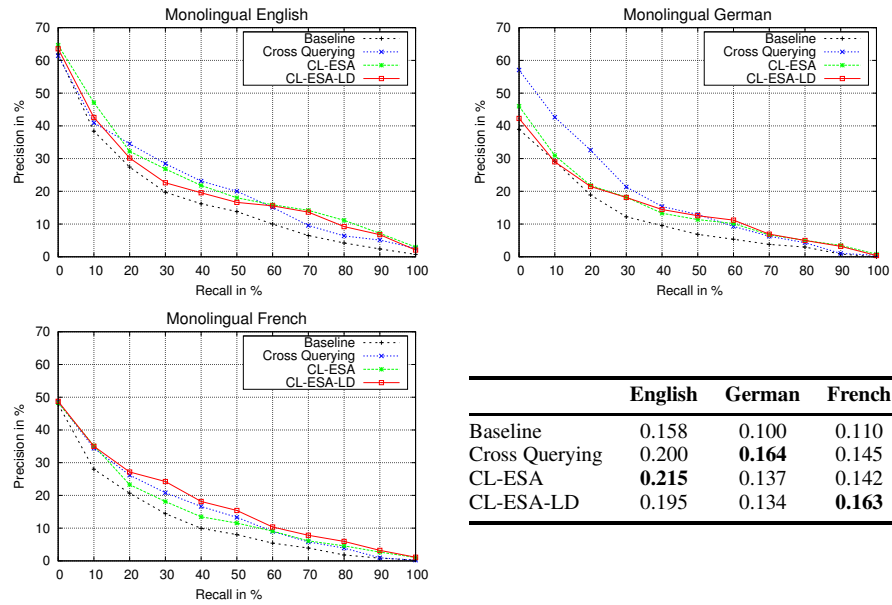 Monolingual English
Precision in %
70
60
50
40
30
20
10
0
Baseline
Cross Querying
CL-ESA
CL-ESA-LD
0 10 20 30 40 50 60 70 80 90 100
Recall in %
Monolingual German
Precision in %
70
60
50
40
30
20
10
0
Baseline
Cross Querying
CL-ESA
CL-ESA-LD
0 10 20 30 40 50 60 70 80 90 100
Recall in %
Monolingual French
Precision in %
70
60
50
40
30
20
10
0
Baseline
Cross Querying
CL-ESA
CL-ESA-LD
0 10 20 30 40 50 60 70 80 90 100
Recall in %
English German French
Baseline 0.158 0.100 0.110
Cross Querying 0.200 0.164 0.145
CL-ESA 0.215 0.137 0.142
CL-ESA-LD 0.195 0.134 0.163